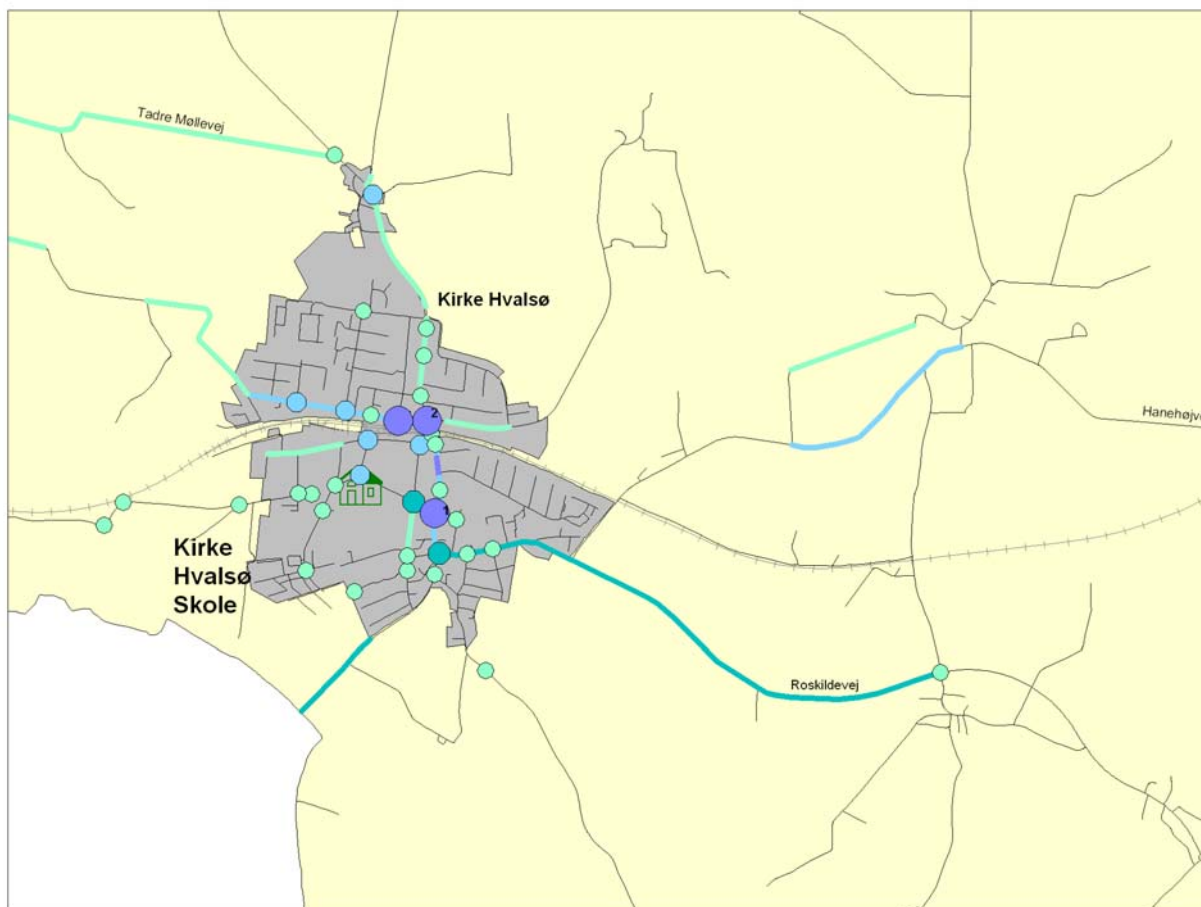 Tadre Møllevej
Kirke Hvalsø
2
Hanehøjv
1
Kirke
Hvalsø
Skole
Roskildevej